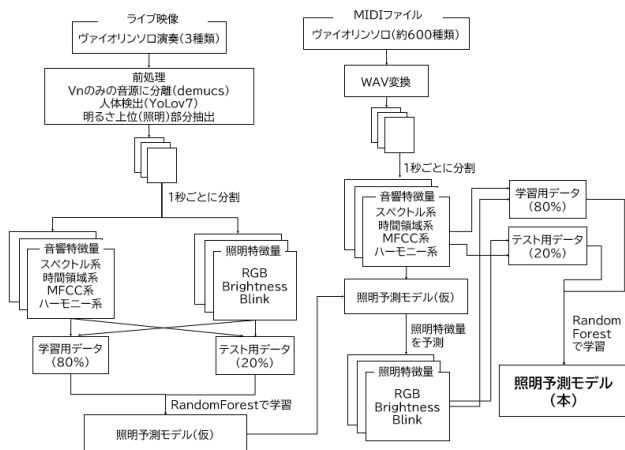 ライブ映像
ヴァイオリンソロ演奏(3種類)
前処理
Vnのみの音源に分離(demucs)
人体検出(YoLov7)
明るさ上位(照明)部分抽出
1秒ごとに分割
音響特徴量
スペクトル系
時間領域系
MFCC系
ハーモニー系
照明特徴量
RGB
Brightness
Blink
学習用データ
(80%)
テスト用データ
(20%)
RandomForestで学習
照明予測モデル(仮)
MIDIファイル
ヴァイオリンソロ(約600種類)
WAV変換
1秒ごとに分割
音響特徴量
スペクトル系
時間領域系
MFCC系
ハーモニー系
照明予測モデル(仮)
照明特徴量
を予測
照明特徴量
RGB
Brightness
Blink
学習用データ
(80%)
テスト用データ
(20%)
Random
Forest
で学習
照明予測モデル
(本)